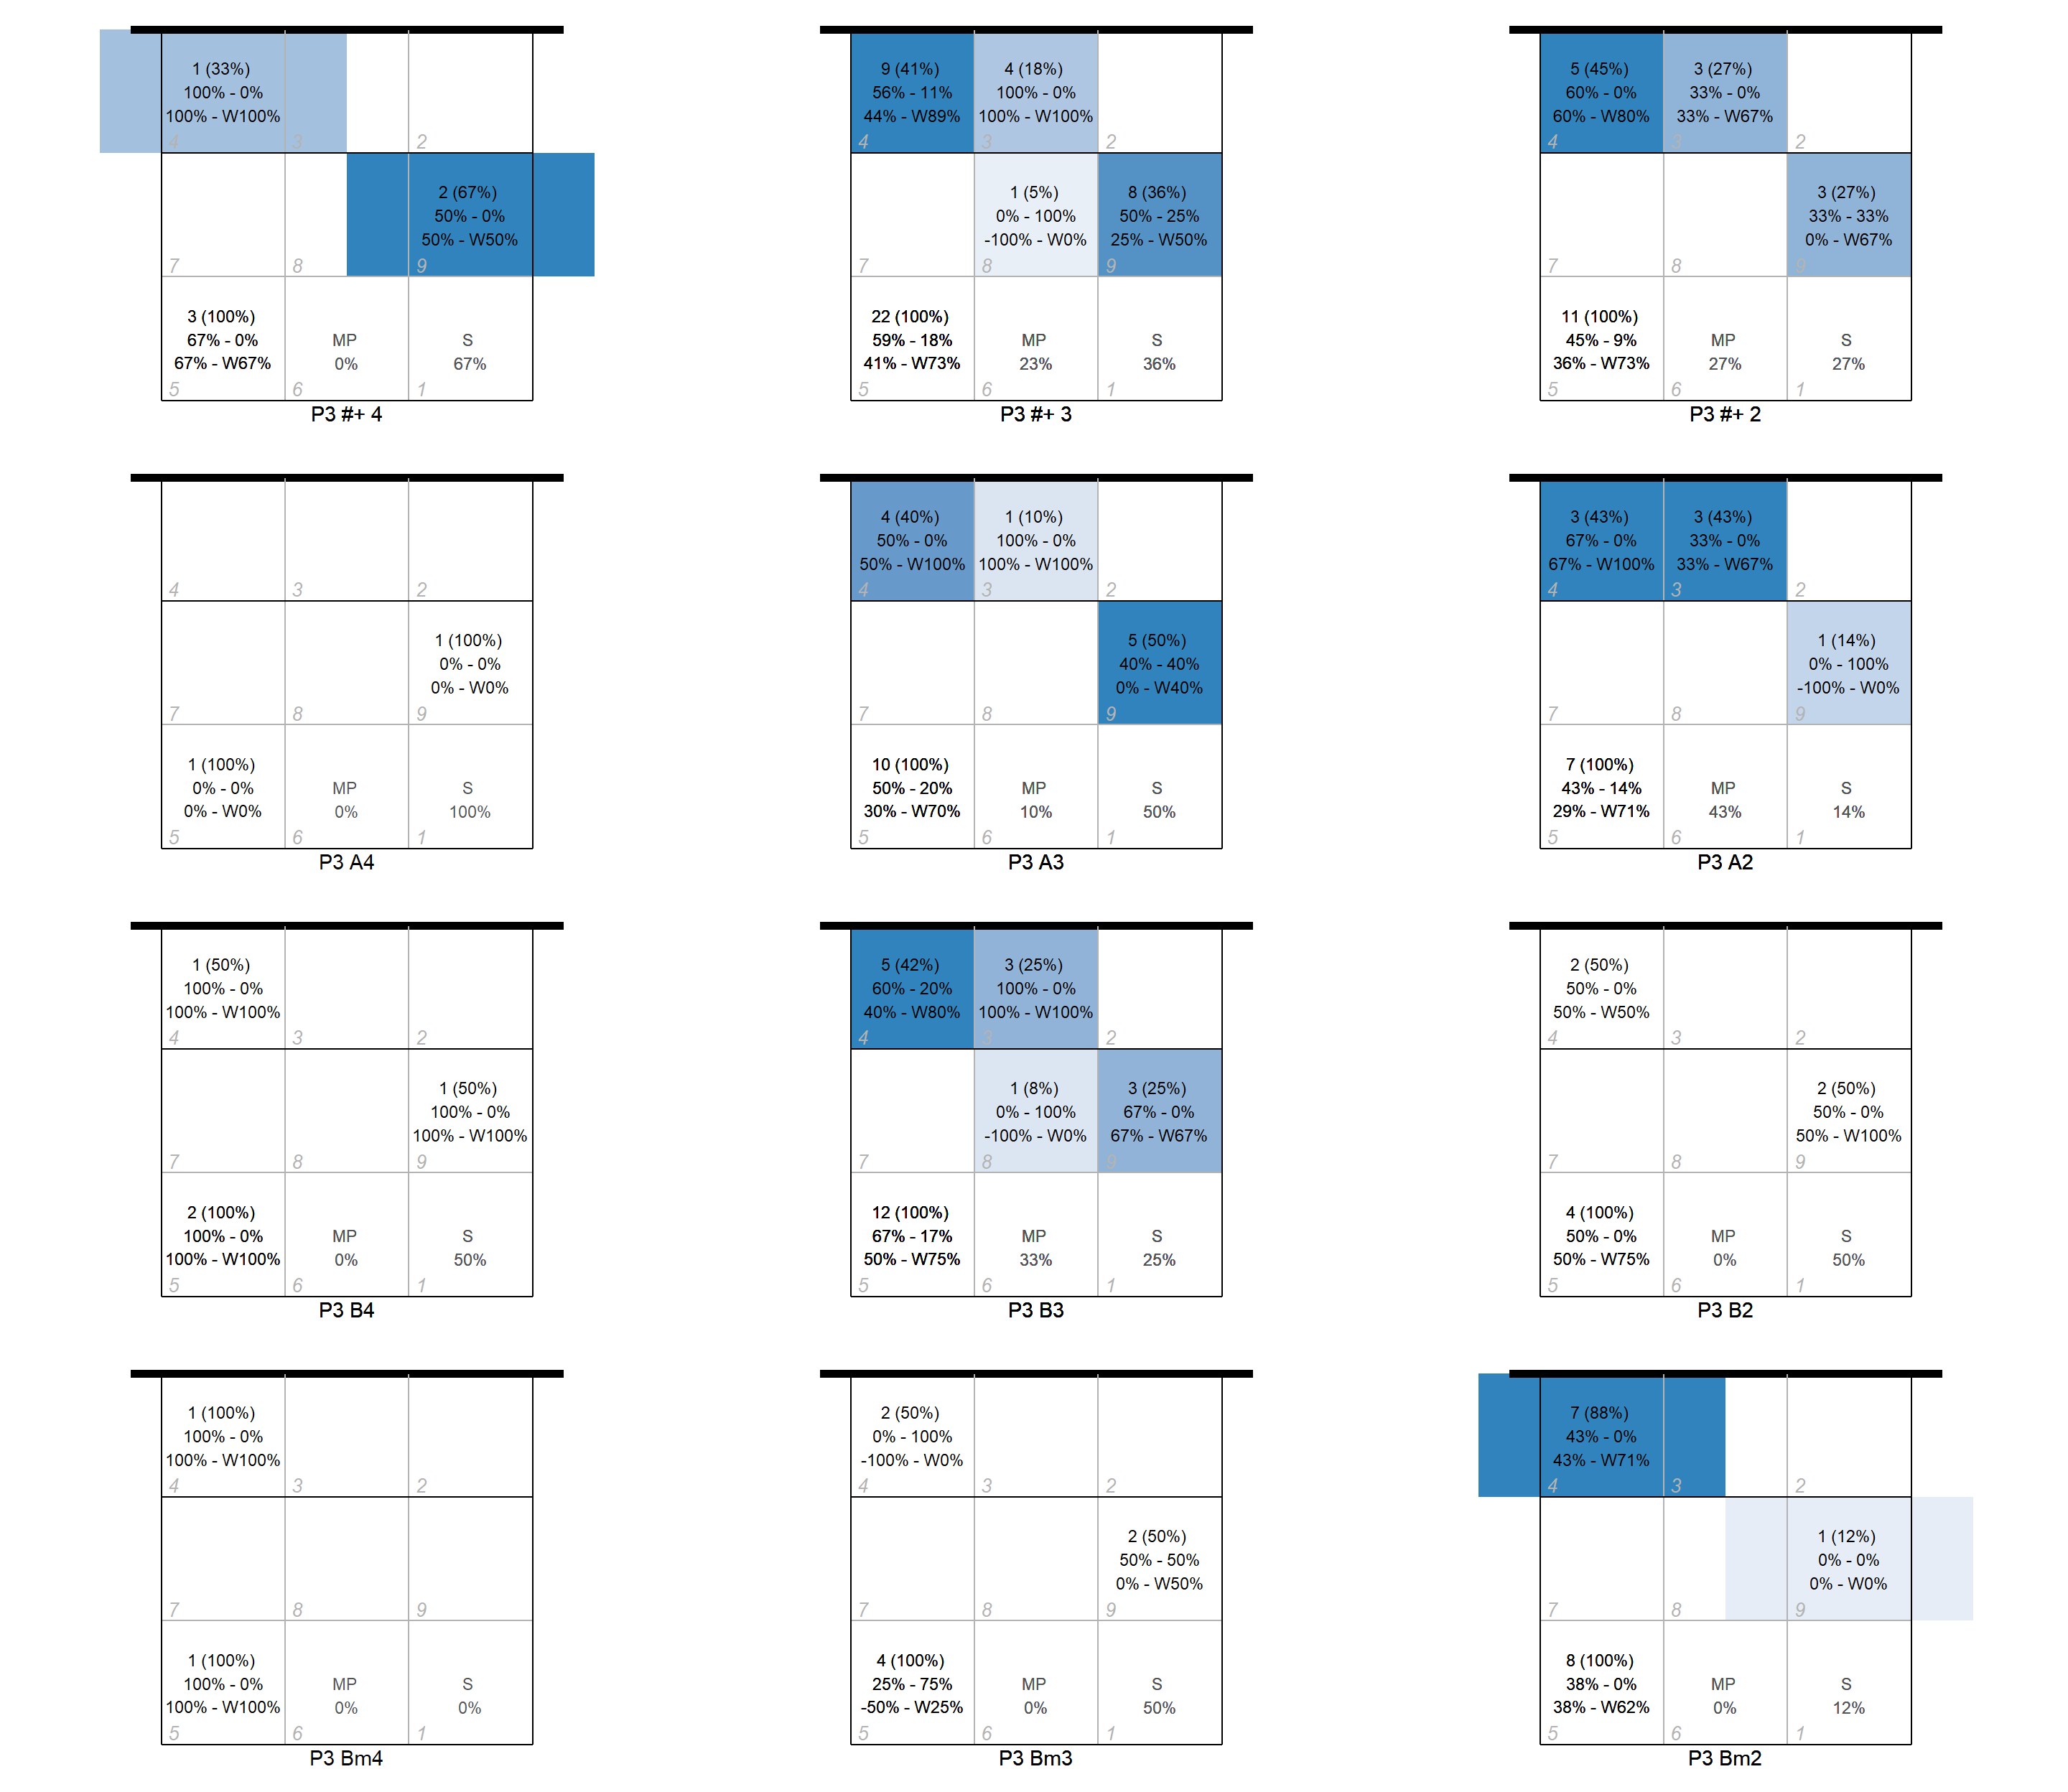 1 (33%)
100% - 0%
100% - W100%
4 3 2
2 (67%)
50% - 0%
50% - W50%
7 8 9
3 (100%)
67% - 0% MP S
67% - W67% 0% 67%
5 6 1
P3 #+ 4
9 (41%) 4 (18%)
56% - 11% 100% - 0%
44% - W89% 100% - W100%
4 3 2
1 (5%) 8 (36%)
0% - 100% 50% - 25%
-100% - W0% 25% - W50%
7 8 9
22 (100%)
59% - 18% MP S
41% - W73% 23% 36%
5 6 1
P3 #+ 3
5 (45%) 3 (27%)
60% - 0% 33% - 0%
60% - W80% 33% - W67%
4 3 2
3 (27%)
33% - 33%
0% - W67%
7 8 9
11 (100%)
45% - 9% MP S
36% - W73% 27% 27%
5 6 1
P3 #+ 2
4 3 2
1 (100%)
0% - 0%
0% - W0%
7 8 9
1 (100%)
0% - 0% MP S
0% - W0% 0% 100%
5 6 1
P3 A4
4 (40%) 1 (10%)
50% - 0% 100% - 0%
50% - W100% 100% - W100%
4 3 2
5 (50%)
40% - 40%
0% - W40%
7 8 9
10 (100%)
50% - 20% MP S
30% - W70% 10% 50%
5 6 1
P3 A3
3 (43%) 3 (43%)
67% - 0% 33% - 0%
67% - W100% 33% - W67%
4 3 2
1 (14%)
0% - 100%
-100% - W0%
7 8 9
7 (100%)
43% - 14% MP S
29% - W71% 43% 14%
5 6 1
P3 A2
1 (50%)
100% - 0%
100% - W100%
4 3 2
1 (50%)
100% - 0%
100% - W100%
7 8 9
2 (100%)
100% - 0% MP S
100% - W100% 0% 50%
5 6 1
P3 B4
5 (42%) 3 (25%)
60% - 20% 100% - 0%
40% - W80% 100% - W100%
4 3 2
1 (8%) 3 (25%)
0% - 100% 67% - 0%
-100% - W0% 67% - W67%
7 8 9
12 (100%)
67% - 17% MP S
50% - W75% 33% 25%
5 6 1
P3 B3
2 (50%)
50% - 0%
50% - W50%
4 3 2
2 (50%)
50% - 0%
50% - W100%
7 8 9
4 (100%)
50% - 0% MP S
50% - W75% 0% 50%
5 6 1
P3 B2
1 (100%)
100% - 0%
100% - W100%
4 3 2
7 8 9
1 (100%)
100% - 0% MP S
100% - W100% 0% 0%
5 6 1
P3 Bm4
2 (50%)
0% - 100%
-100% - W0%
4 3 2
2 (50%)
50% - 50%
0% - W50%
7 8 9
4 (100%)
25% - 75% MP S
-50% - W25% 0% 50%
5 6 1
P3 Bm3
7 (88%)
43% - 0%
43% - W71%
4 3 2
1 (12%)
0% - 0%
0% - W0%
7 8 9
8 (100%)
38% - 0% MP S
38% - W62% 0% 12%
5 6 1
P3 Bm2